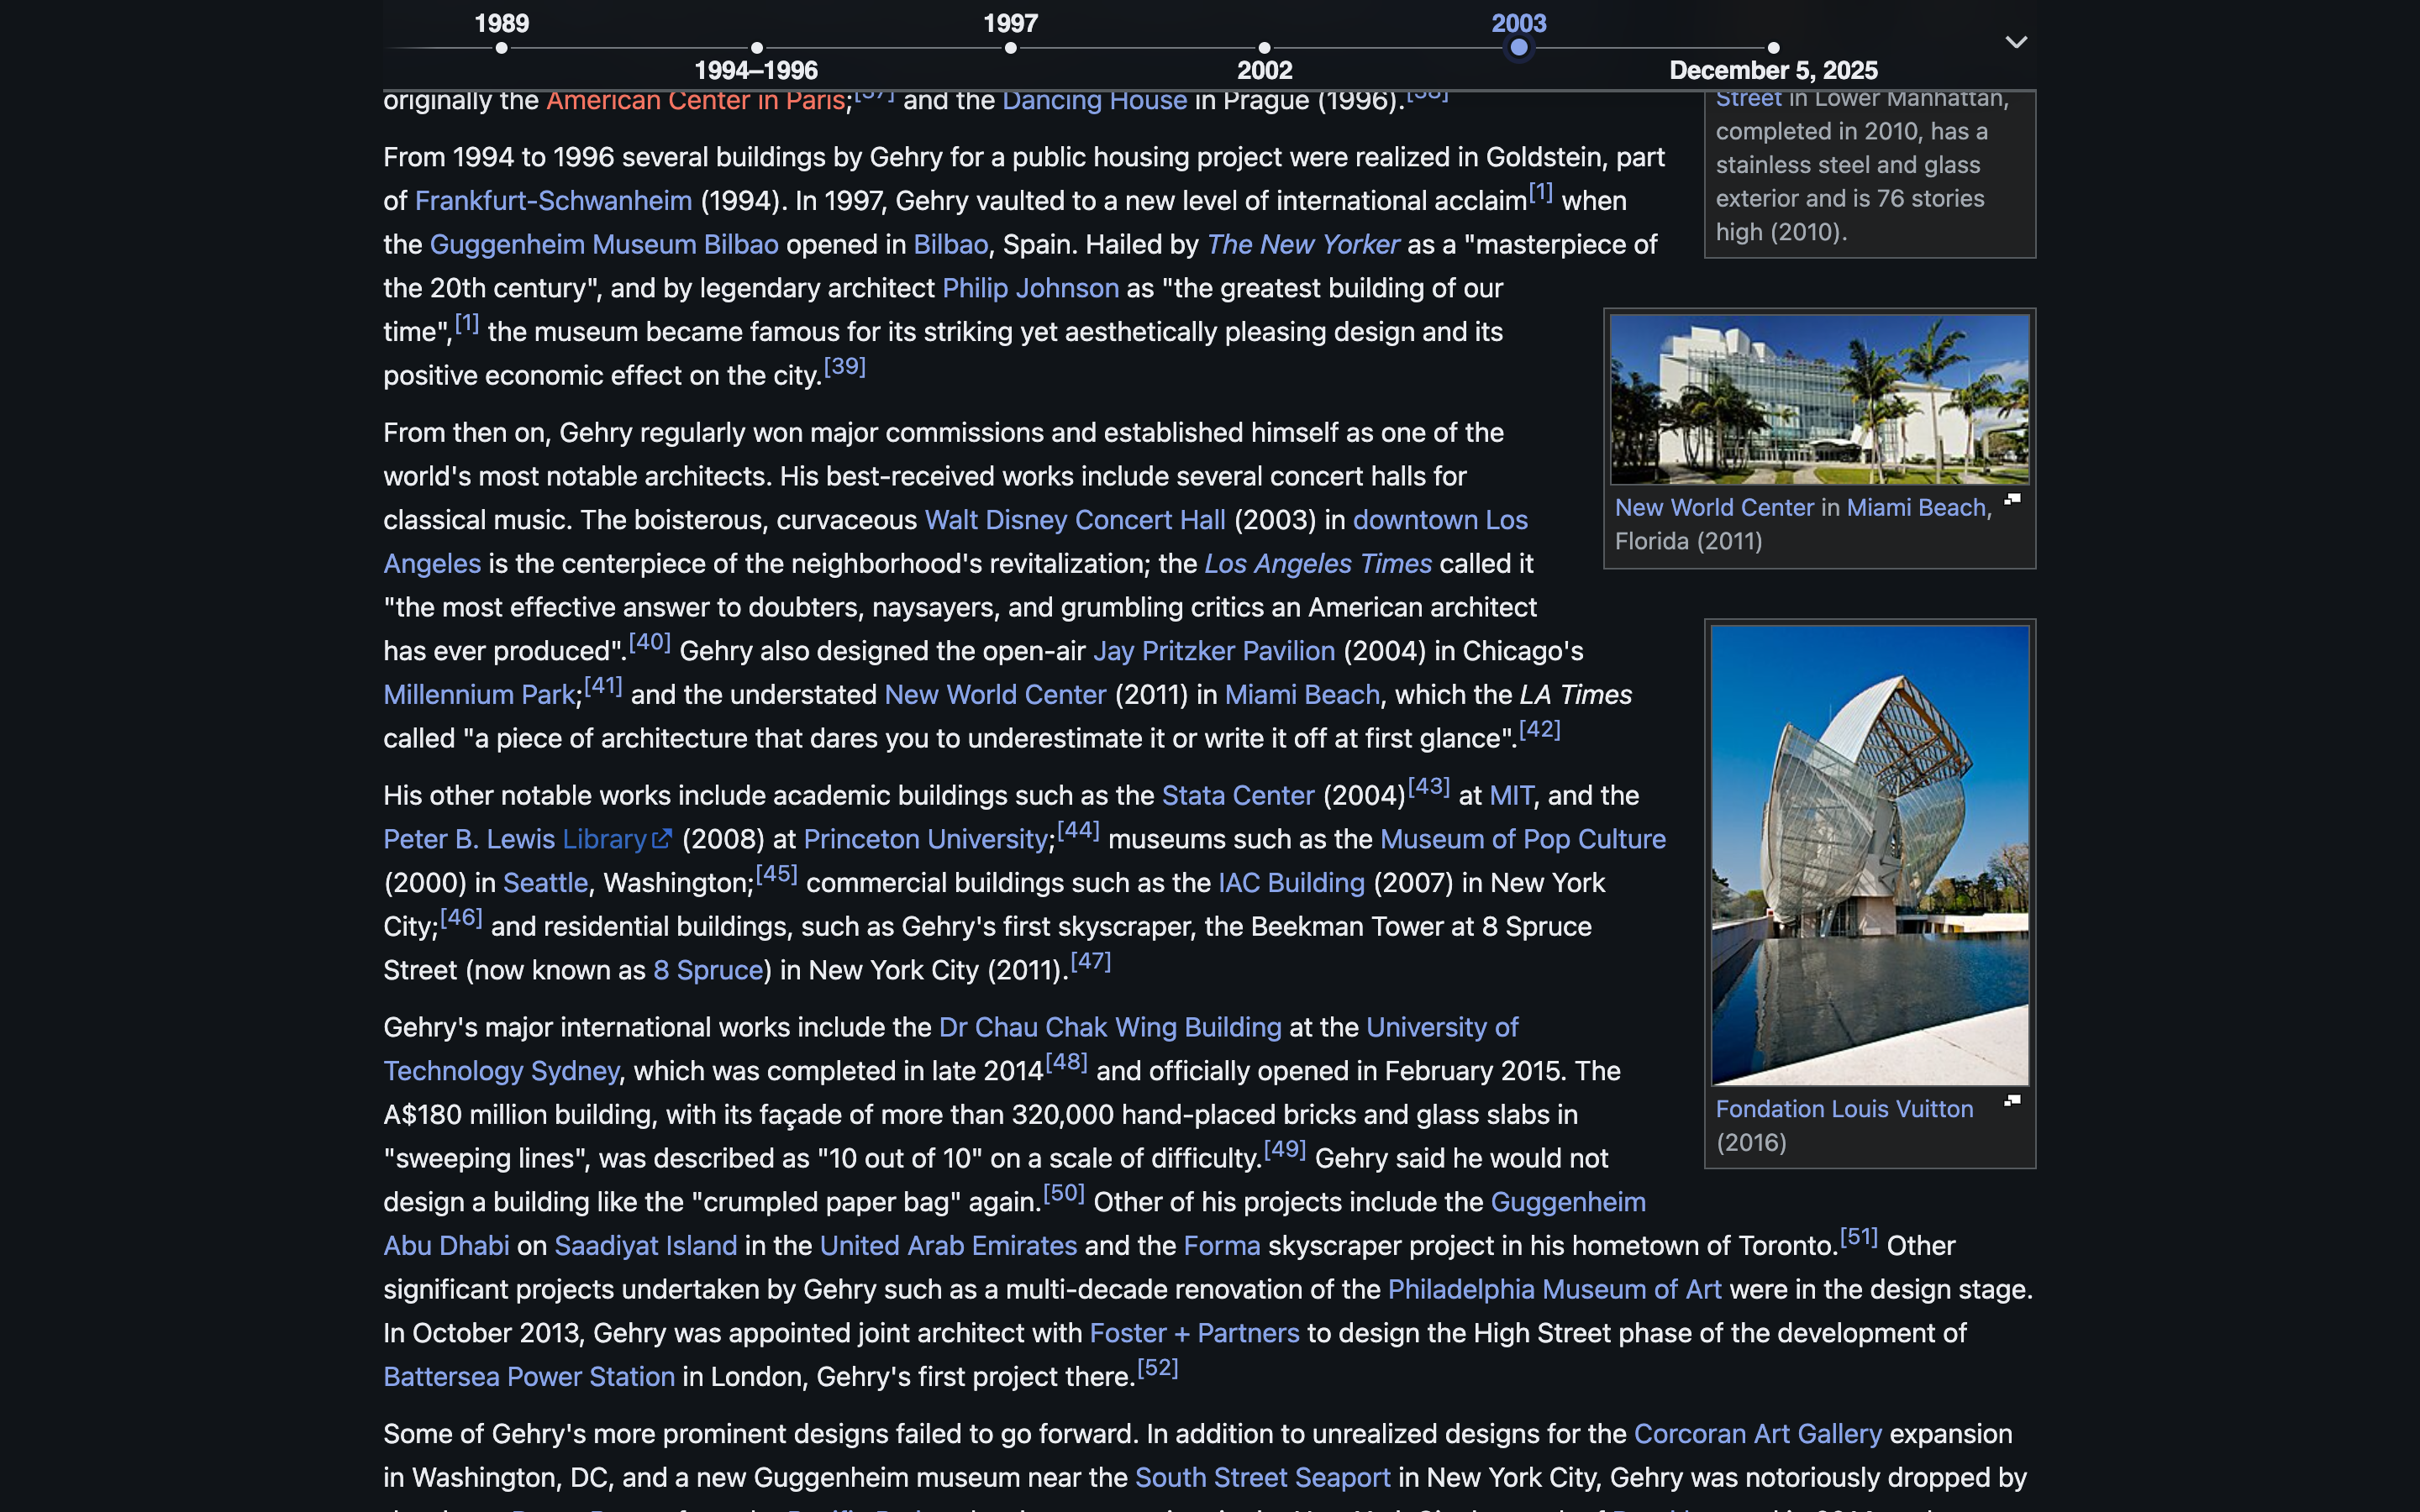 1989
1997
2003
1994–1996
2002
December 5, 2025
originally the American Center in Paris;[37] and the Dancing House in Prague (1996).[38]
From 1994 to 1996 several buildings by Gehry for a public housing project were realized in Goldstein, part
of Frankfurt-Schwanheim (1994). In 1997, Gehry vaulted to a new level of international acclaim[1] when
the Guggenheim Museum Bilbao opened in Bilbao, Spain. Hailed by The New Yorker as a "masterpiece of
the 20th century", and by legendary architect Philip Johnson as "the greatest building of our
time",[1] the museum became famous for its striking yet aesthetically pleasing design and its
positive economic effect on the city.[39]
From then on, Gehry regularly won major commissions and established himself as one of the
world's most notable architects. His best-received works include several concert halls for
classical music. The boisterous, curvaceous Walt Disney Concert Hall (2003) in downtown Los
Angeles is the centerpiece of the neighborhood's revitalization; the Los Angeles Times called it
"the most effective answer to doubters, naysayers, and grumbling critics an American architect
has ever produced".[40] Gehry also designed the open-air Jay Pritzker Pavilion (2004) in Chicago's
Millennium Park;[41] and the understated New World Center (2011) in Miami Beach, which the LA Times
called "a piece of architecture that dares you to underestimate it or write it off at first glance".[42]
His other notable works include academic buildings such as the Stata Center (2004)[43] at MIT, and the
Peter B. Lewis Library (2008) at Princeton University;[44] museums such as the Museum of Pop Culture
(2000) in Seattle, Washington;[45] commercial buildings such as the IAC Building (2007) in New York
City;[46] and residential buildings, such as Gehry's first skyscraper, the Beekman Tower at 8 Spruce
Street (now known as 8 Spruce) in New York City (2011).[47]
Gehry's major international works include the Dr Chau Chak Wing Building at the University of
Technology Sydney, which was completed in late 2014[48] and officially opened in February 2015. The
A$180 million building, with its façade of more than 320,000 hand-placed bricks and glass slabs in
"sweeping lines", was described as "10 out of 10" on a scale of difficulty.[49] Gehry said he would not
design a building like the "crumpled paper bag" again.[50] Other of his projects include the Guggenheim
Abu Dhabi on Saadiyat Island in the United Arab Emirates and the Forma skyscraper project in his hometown of Toronto.[51] Other
significant projects undertaken by Gehry such as a multi-decade renovation of the Philadelphia Museum of Art were in the design stage.
In October 2013, Gehry was appointed joint architect with Foster + Partners to design the High Street phase of the development of
Battersea Power Station in London, Gehry's first project there.[52]
Some of Gehry's more prominent designs failed to go forward. In addition to unrealized designs for the Corcoran Art Gallery expansion
in Washington, DC, and a new Guggenheim museum near the South Street Seaport in New York City, Gehry was notoriously dropped by
Street in Lower Manhattan,
completed in 2010, has a
stainless steel and glass
exterior and is 76 stories
high (2010).
New World Center in Miami Beach,
Florida (2011)
Fondation Louis Vuitton
(2016)